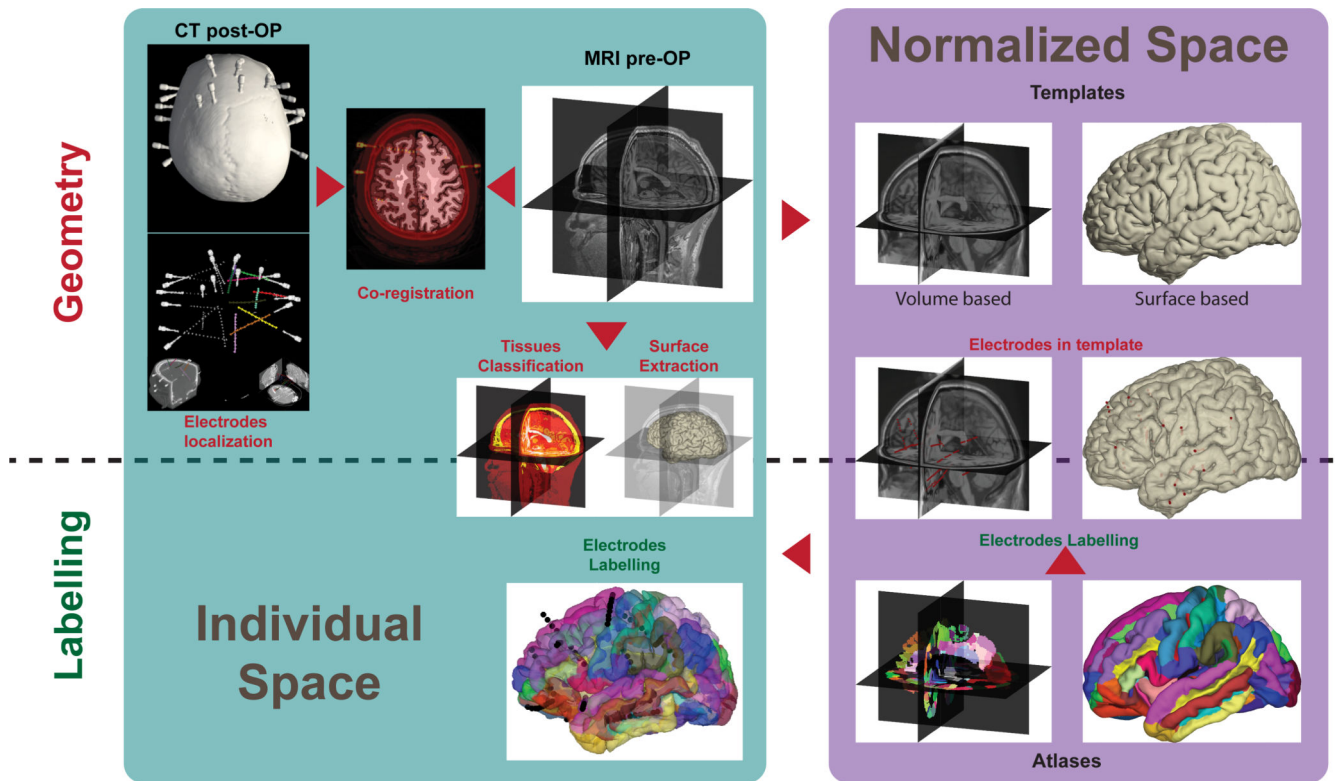 CT post-OP
MRI pre-OP
Co-registration
Electrodes
localization
Tissues
Classification
Surface
Extraction
Electrodes
Labelling
Individual
Space
Geometry
Labelling
Normalized Space
Templates
Volume based
Surface based
Electrodes in template
Electrodes Labelling
Atlases